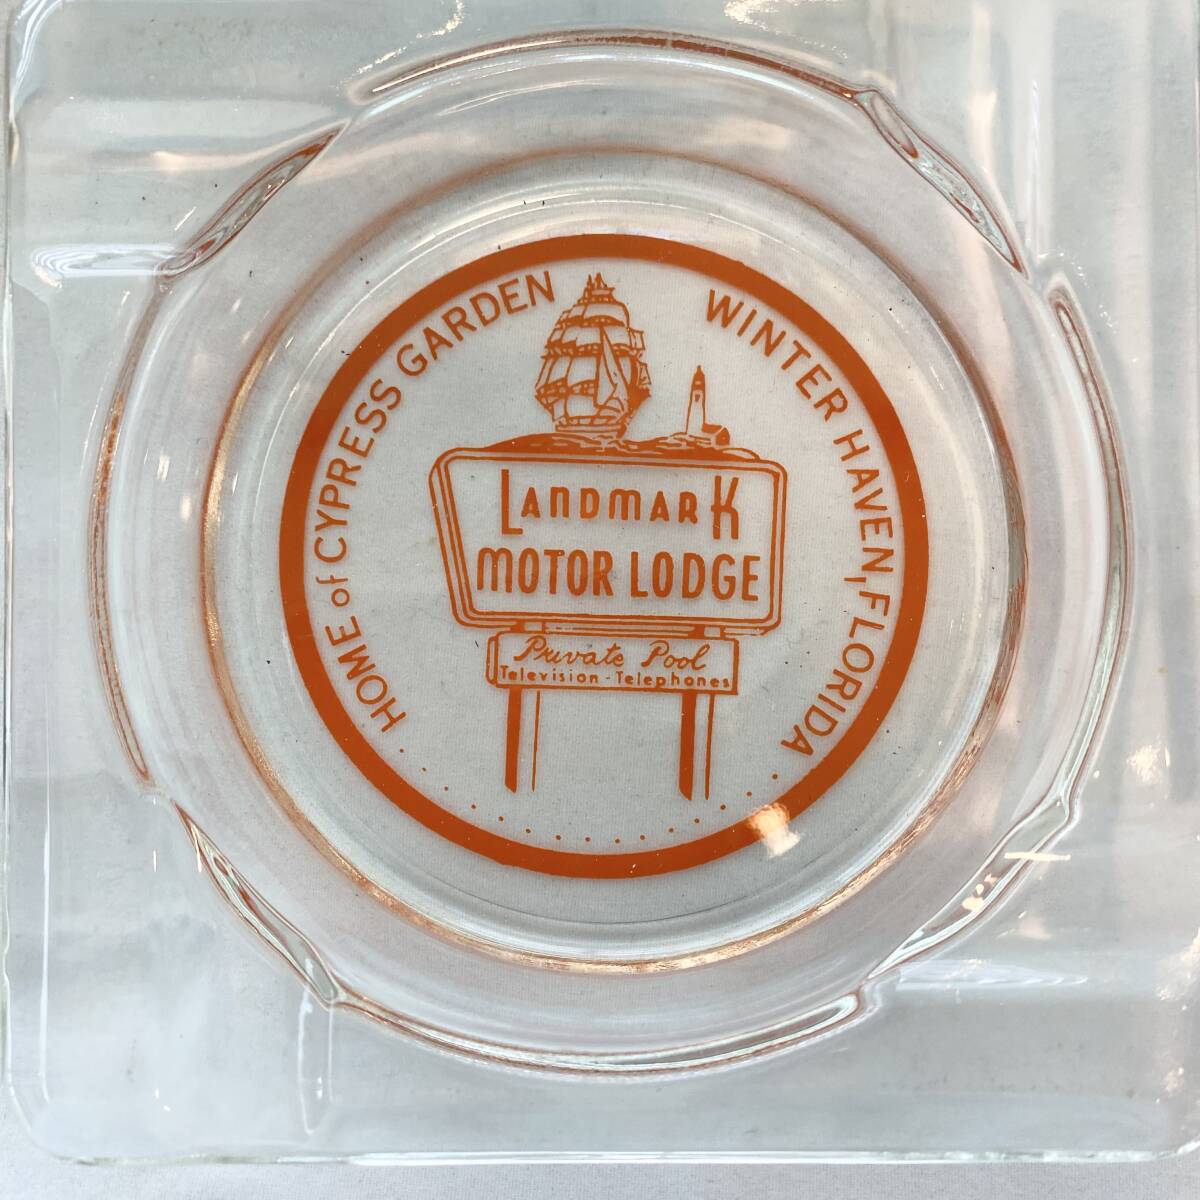 HOME of CYPRESS GARDEN
WINTER HAVEN, FLORIDA
LANDMARK
MOTOR LODGE
Private Pool
Television - Telephones